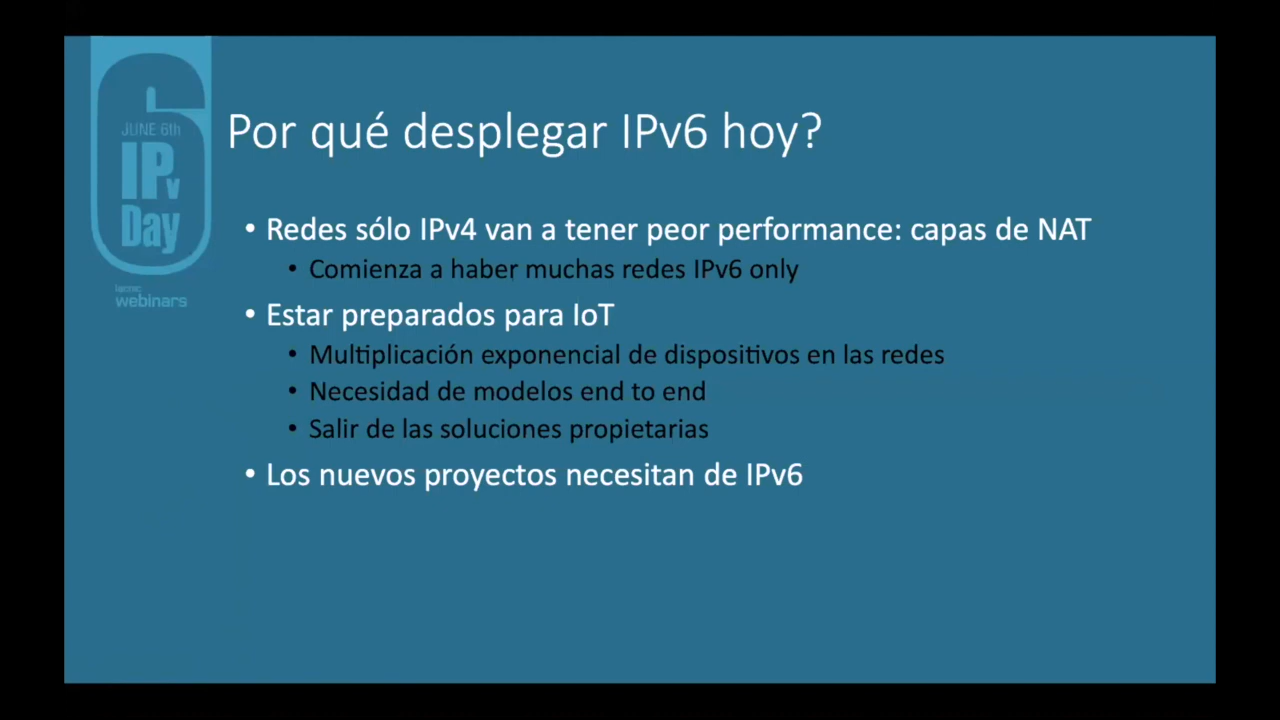 JUNE 6th
IPv
Day
lacnic
webinars
Por qué desplegar IPv6 hoy?
• Redes sólo IPv4 van a tener peor performance: capas de NAT
• Comienza a haber muchas redes IPv6 only
• Estar preparados para IoT
• Multiplicación exponencial de dispositivos en las redes
• Necesidad de modelos end to end
• Salir de las soluciones propietarias
• Los nuevos proyectos necesitan de IPv6